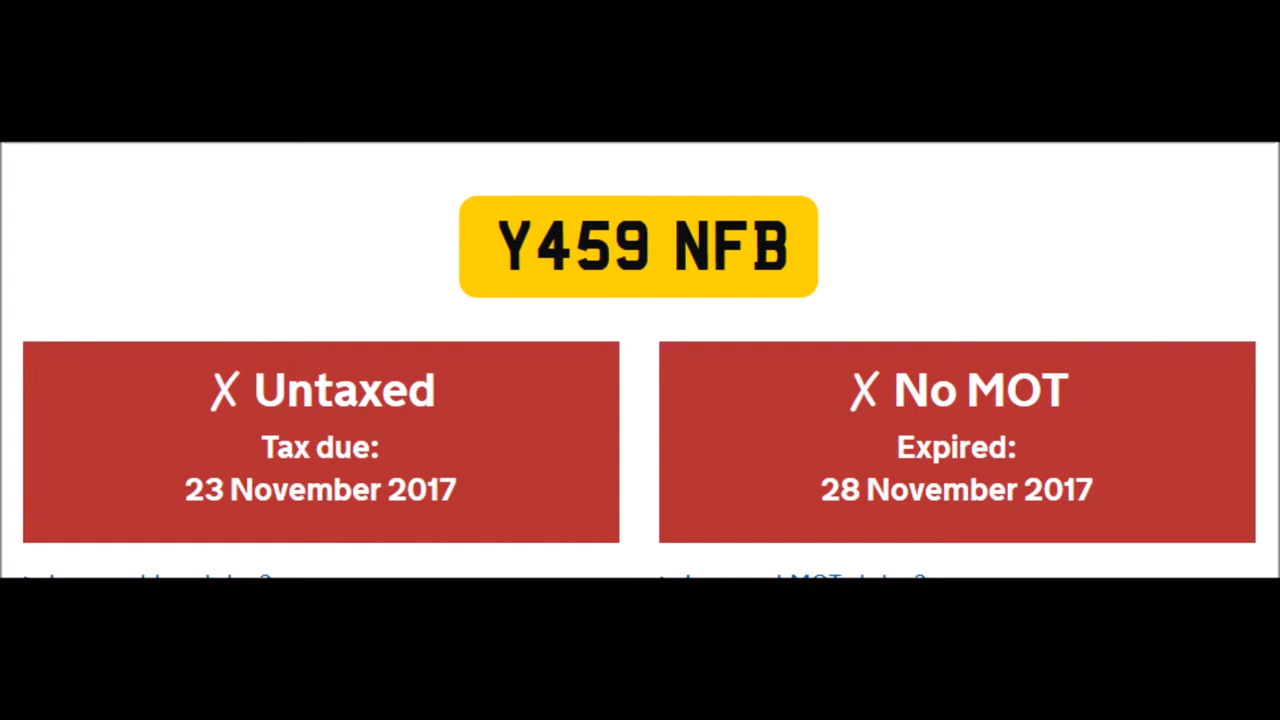 Y459 NFB
X Untaxed
Tax due:
23 November 2017
X No MOT
Expired:
28 November 2017